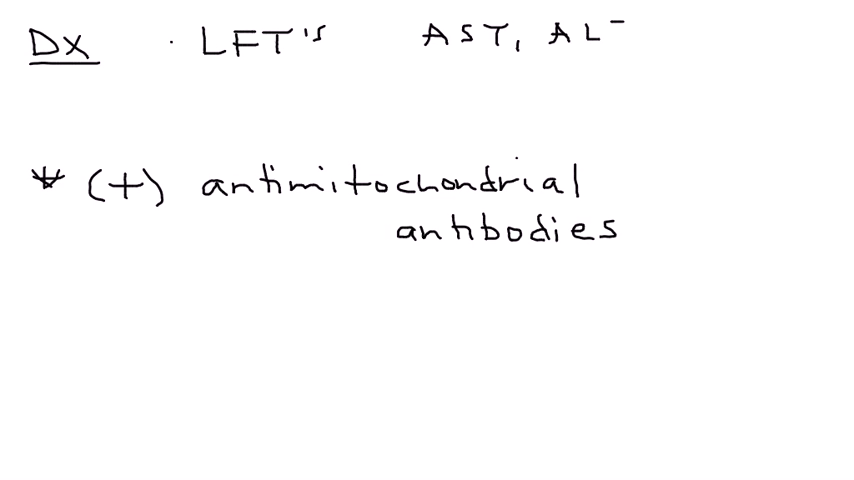 DX LFT's AST, AL
* (+) antimitochondrial
antibodies